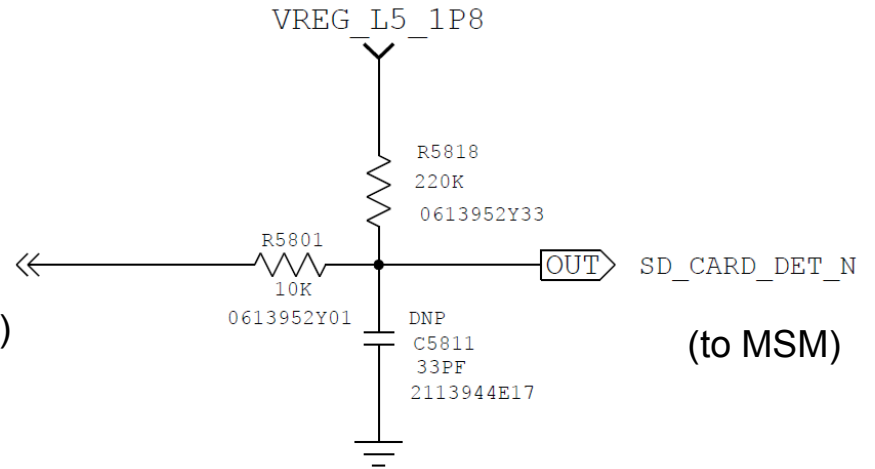 VREG_L5_1P8
R5818
220K
0613952Y33
R5801
10K
0613952Y01
OUT
SD_CARD_DET_N
)
DNP
C5811
33PF
2113944E17
(to MSM)